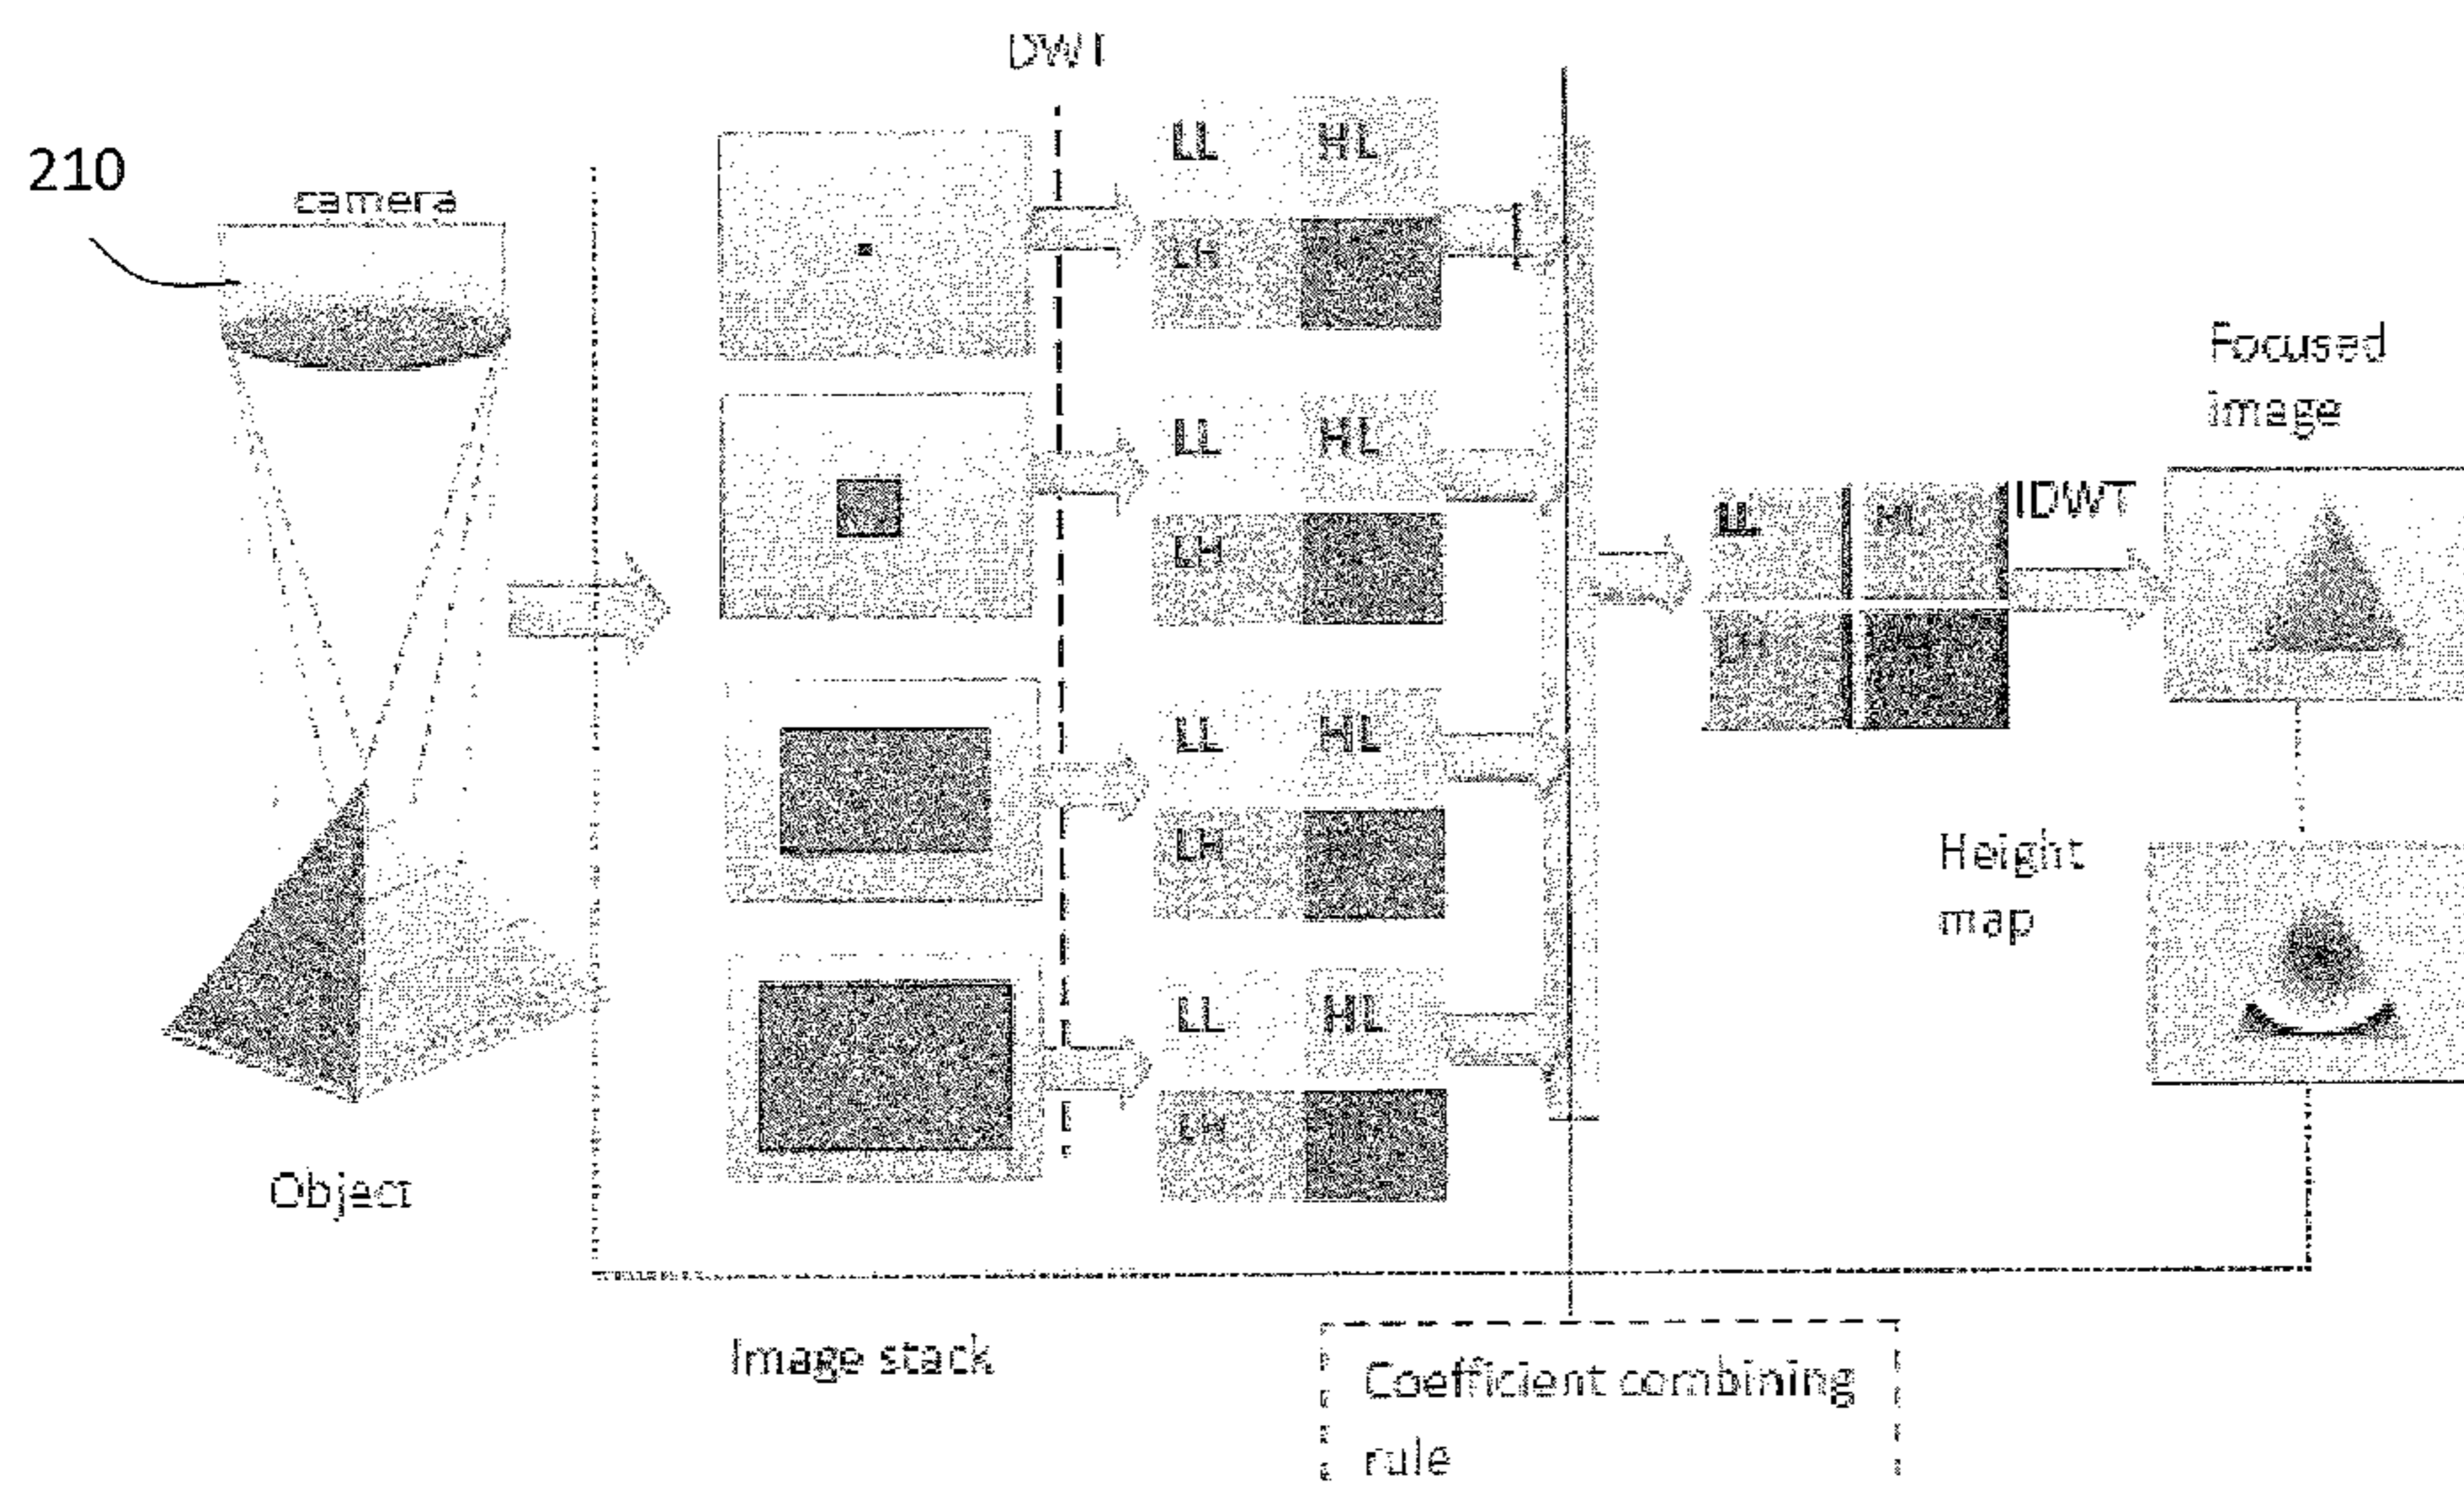 DWT
210
camera
LL HL
LH
LL HL
LH
LL HL
LH
LL HL
LH
LL HL
LH
IDWT
Focused
image
Height
map
Object
Image stack
Coefficient combining
rule